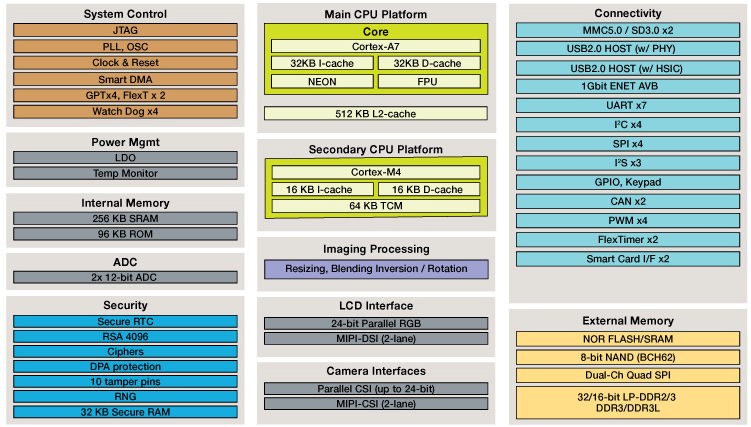 System Control
JTAG
PLL, OSC
Clock & Reset
Smart DMA
GPTx4, FlexT x 2
Watch Dog x4
Power Mgmt
LDO
Temp Monitor
Internal Memory
256 KB SRAM
96 KB ROM
ADC
2x 12-bit ADC
Security
Secure RTC
RSA 4096
Ciphers
DPA protection
10 tamper pins
RNG
32 KB Secure RAM
Main CPU Platform
Core
Cortex-A7
32KB I-cache
32KB D-cache
NEON
FPU
512 KB L2-cache
Secondary CPU Platform
Cortex-M4
16 KB I-cache
16 KB D-cache
64 KB TCM
Imaging Processing
Resizing, Blending Inversion / Rotation
LCD Interface
24-bit Parallel RGB
MIPI-DSI (2-lane)
Camera Interfaces
Parallel CSI (up to 24-bit)
MIPI-CSI (2-lane)
Connectivity
MMC5.0 / SD3.0 x2
USB2.0 HOST (w/ PHY)
USB2.0 HOST (w/ HSIC)
1Gbit ENET AVB
UART x7
I²C x4
SPI x4
I²S x3
GPIO, Keypad
CAN x2
PWM x4
FlexTimer x2
Smart Card I/F x2
External Memory
NOR FLASH/SRAM
8-bit NAND (BCH62)
Dual-Ch Quad SPI
32/16-bit LP-DDR2/3
DDR3/DDR3L